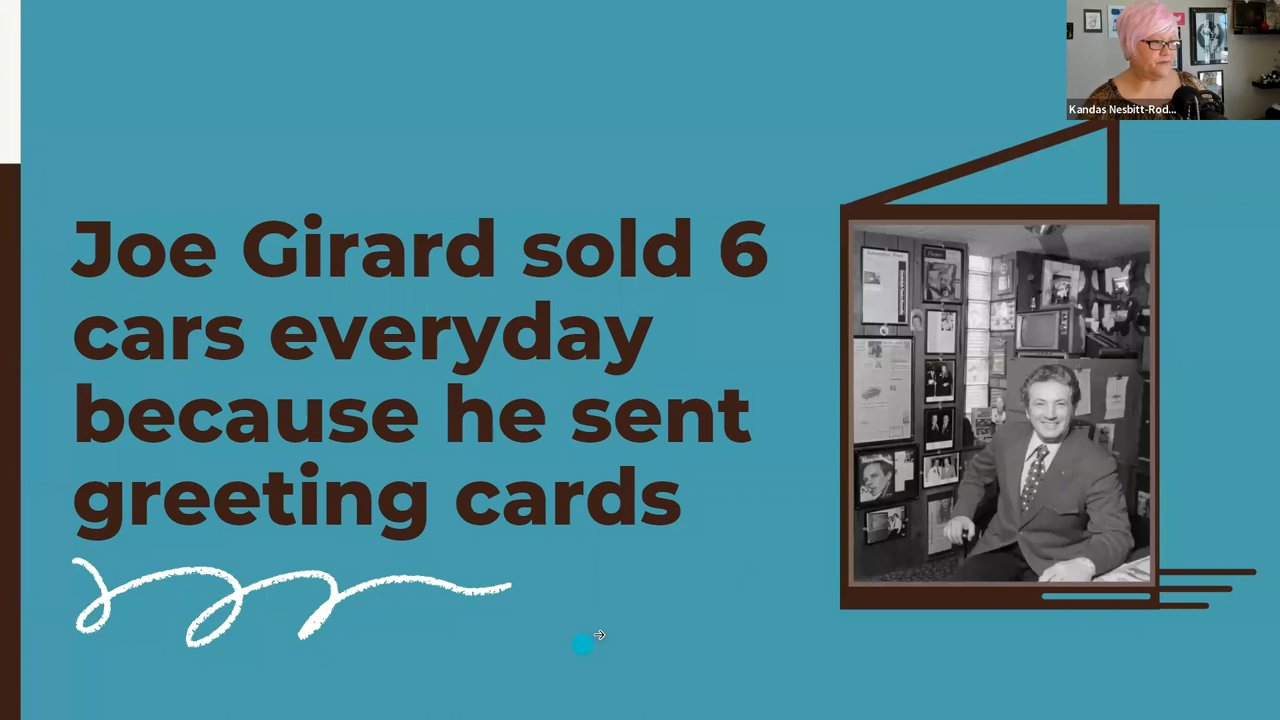 Kandas Nesbitt-Rod...
Joe Girard sold 6
cars everyday
because he sent
greeting cards